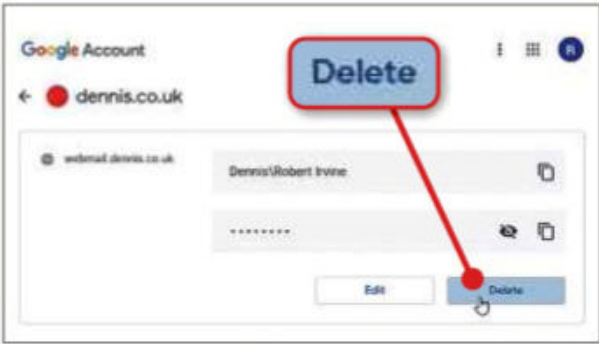 Google Account
R
Delete
dennis.co.uk
webmail.dennis.co.uk
Dennis\Robert Irvine
••••••••
Edit
Delete